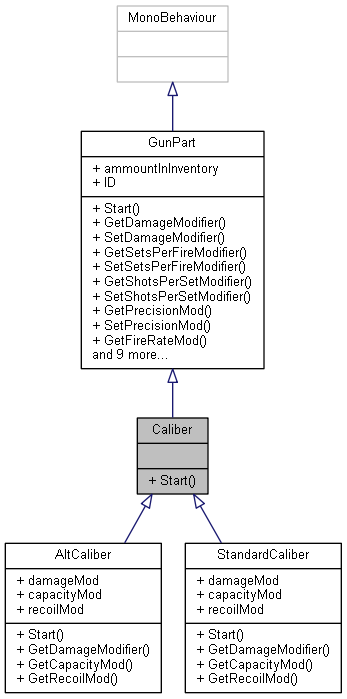 MonoBehaviour
GunPart
+ ammountInInventory
+ ID
+ Start()
+ GetDamageModifier()
+ SetDamageModifier()
+ GetSetsPerFireModifier()
+ SetSetsPerFireModifier()
+ GetShotsPerSetModifier()
+ SetShotsPerSetModifier()
+ GetPrecisionMod()
+ SetPrecisionMod()
+ GetFireRateMod()
and 9 more...
Caliber
+ Start()
AltCaliber
+ damageMod
+ capacityMod
+ recoilMod
+ Start()
+ GetDamageModifier()
+ GetCapacityMod()
+ GetRecoilMod()
StandardCaliber
+ damageMod
+ capacityMod
+ recoilMod
+ Start()
+ GetDamageModifier()
+ GetCapacityMod()
+ GetRecoilMod()